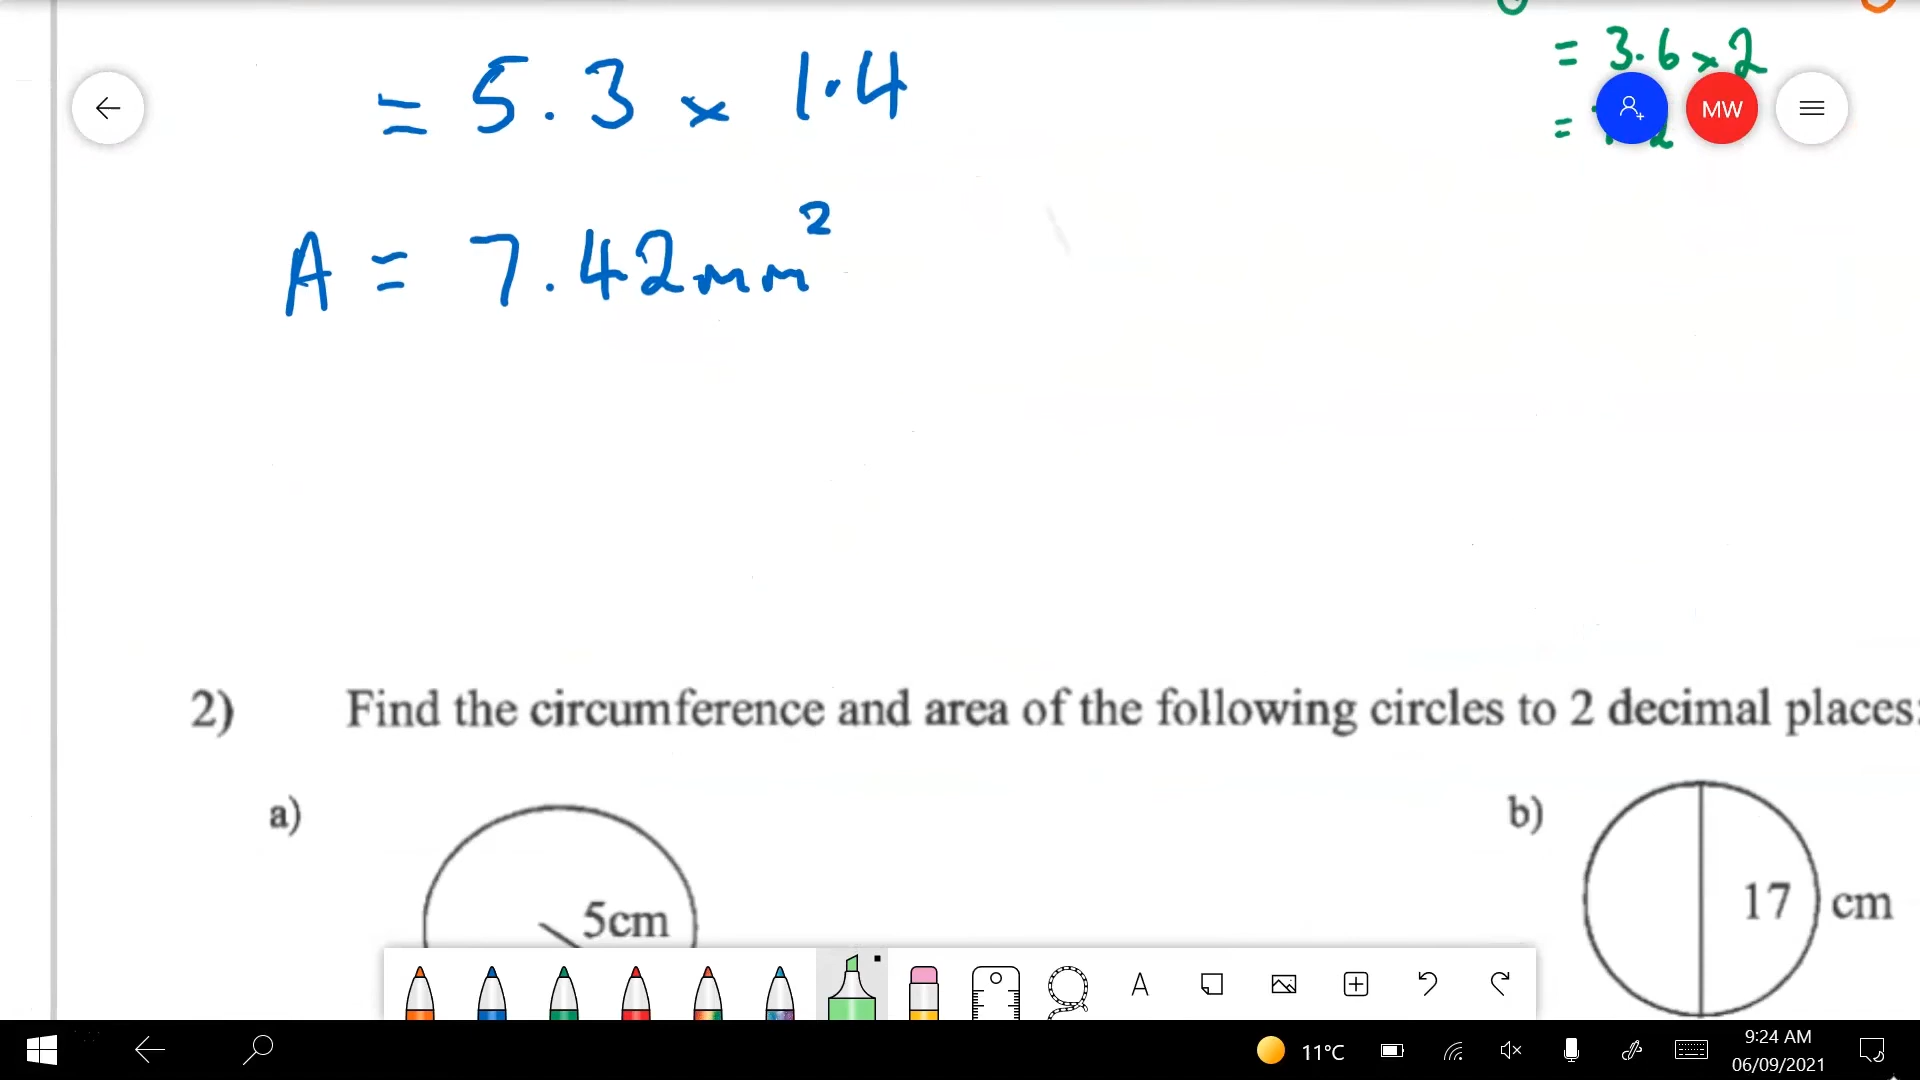 = 3.6 × 2
= 5.3 × 1.4
MW
A = 7.42mm²
2) Find the circumference and area of the following circles to 2 decimal places:
a)
b)
5cm
17 cm
A
11°C
9:24 AM
06/09/2021